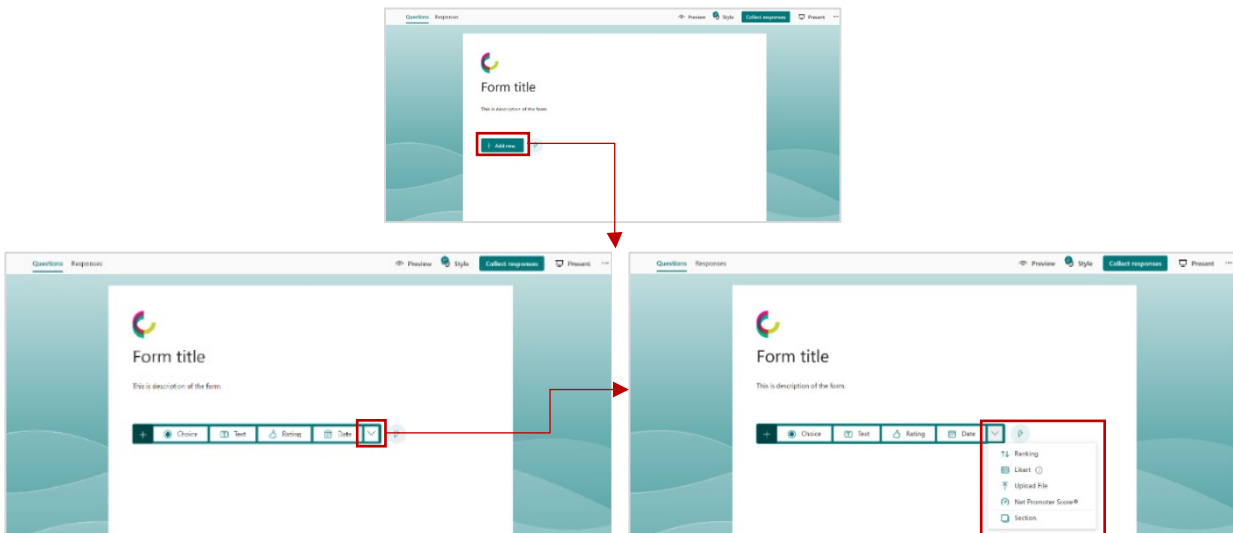 Questions Responses Preview Style Collect responses Present ...
Form title
This is description of the form.
+ Add new
Questions Responses Preview Style Collect responses Present ...
Form title
This is description of the form.
+ Choice Text Rating Date
Questions Responses Preview Style Collect responses Present ...
Form title
This is description of the form.
+ Choice Text Rating Date
Ranking
Likert
Upload File
Net Promoter Score®
Section